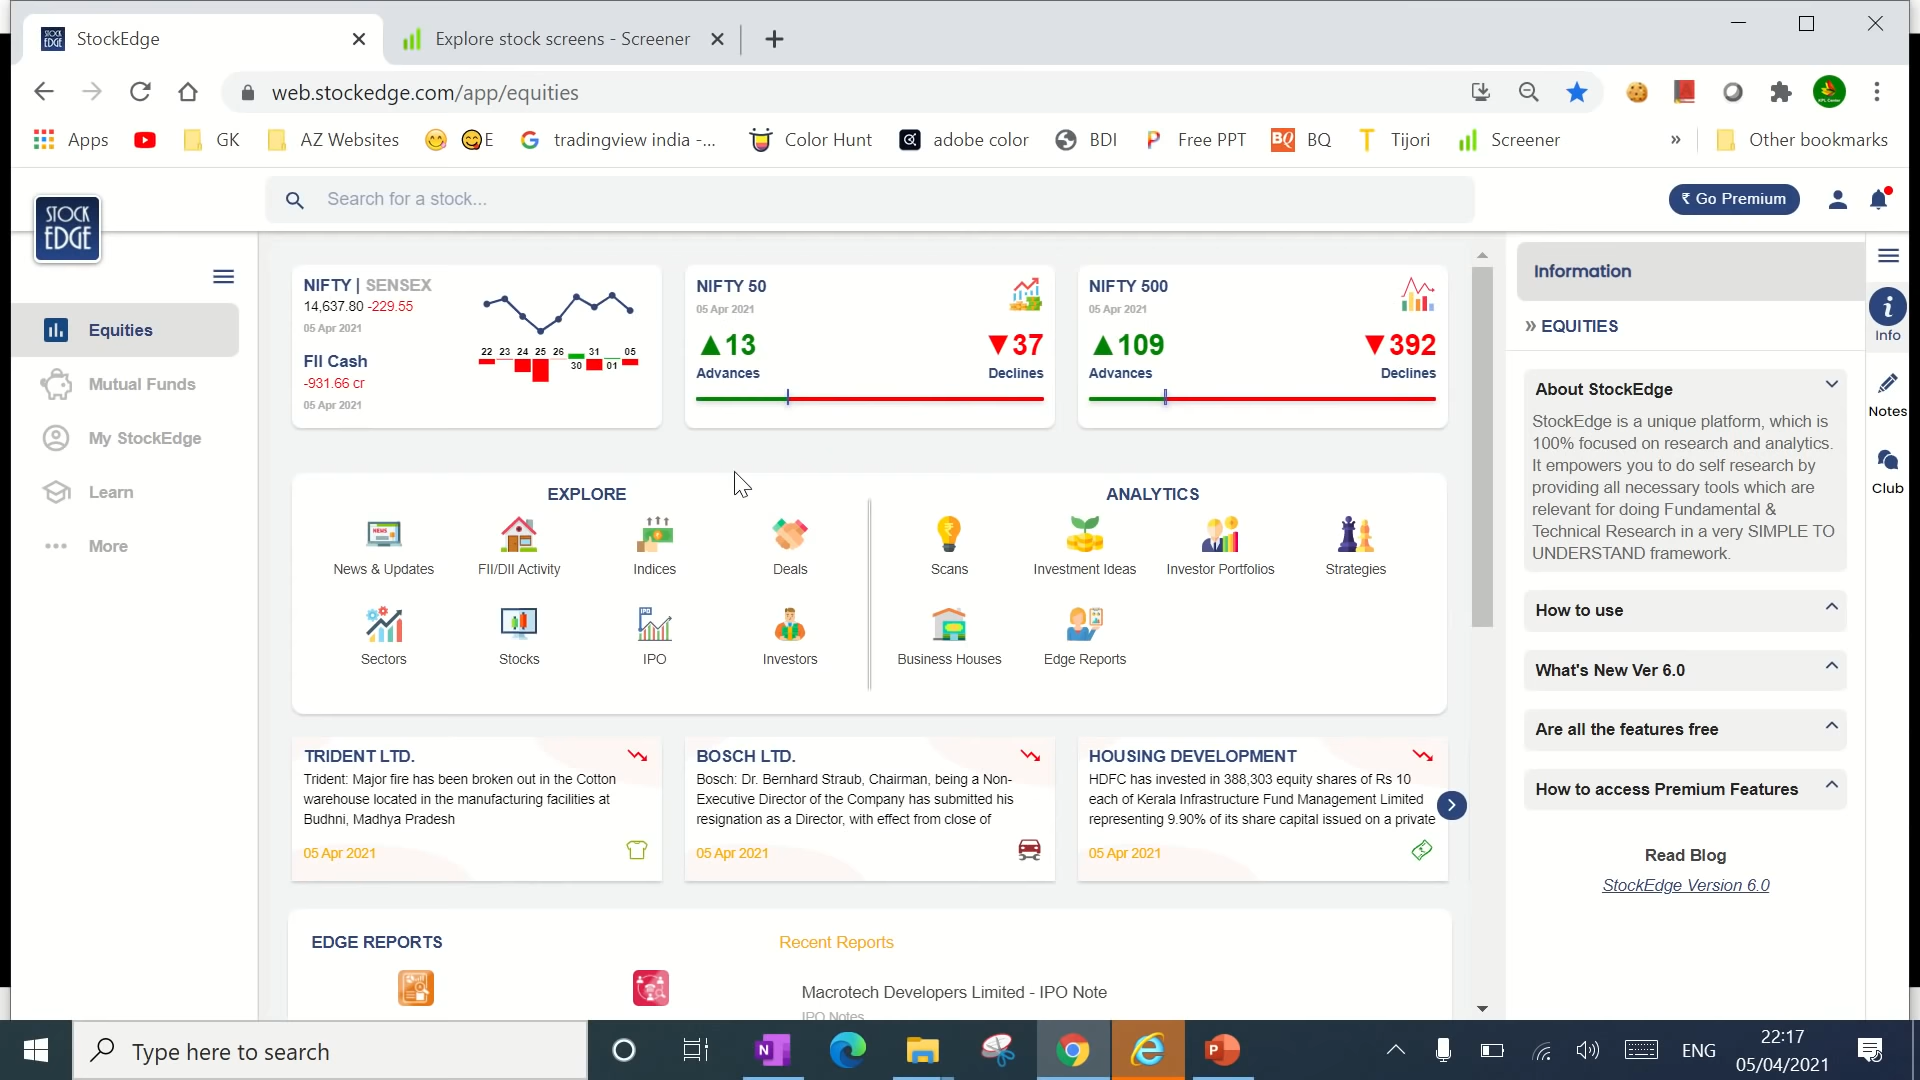 StockEdge
Explore stock screens - Screener
web.stockedge.com/app/equities
Apps
GK
AZ Websites
E
tradingview india -...
Color Hunt
adobe color
BDI
Free PPT
BQ
BQ
Tijori
Screener
»
Other bookmarks
STOCK
EDGE
Search for a stock...
₹ Go Premium
Equities
Mutual Funds
My StockEdge
Learn
More
NIFTY | SENSEX
14,637.80 -229.55
05 Apr 2021
FII Cash
-931.66 cr
05 Apr 2021
22 23 24 25 26 31 05
30 01
NIFTY 50
05 Apr 2021
▲13
▼37
Advances
Declines
NIFTY 500
05 Apr 2021
▲109
▼392
Advances
Declines
EXPLORE
News & Updates
FII/DII Activity
Indices
Deals
Sectors
Stocks
IPO
Investors
ANALYTICS
Scans
Investment Ideas
Investor Portfolios
Strategies
Business Houses
Edge Reports
TRIDENT LTD.
Trident: Major fire has been broken out in the Cotton
warehouse located in the manufacturing facilities at
Budhni, Madhya Pradesh
05 Apr 2021
BOSCH LTD.
Bosch: Dr. Bernhard Straub, Chairman, being a Non-
Executive Director of the Company has submitted his
resignation as a Director, with effect from close of
05 Apr 2021
HOUSING DEVELOPMENT
HDFC has invested in 388,303 equity shares of Rs 10
each of Kerala Infrastructure Fund Management Limited
representing 9.90% of its share capital issued on a private
05 Apr 2021
EDGE REPORTS
Recent Reports
Macrotech Developers Limited - IPO Note
IPO Notes
Information
» EQUITIES
About StockEdge
StockEdge is a unique platform, which is
100% focused on research and analytics.
It empowers you to do self research by
providing all necessary tools which are
relevant for doing Fundamental &
Technical Research in a very SIMPLE TO
UNDERSTAND framework.
How to use
What's New Ver 6.0
Are all the features free
How to access Premium Features
Read Blog
StockEdge Version 6.0
Info
Notes
Club
Type here to search
ENG
22:17
05/04/2021